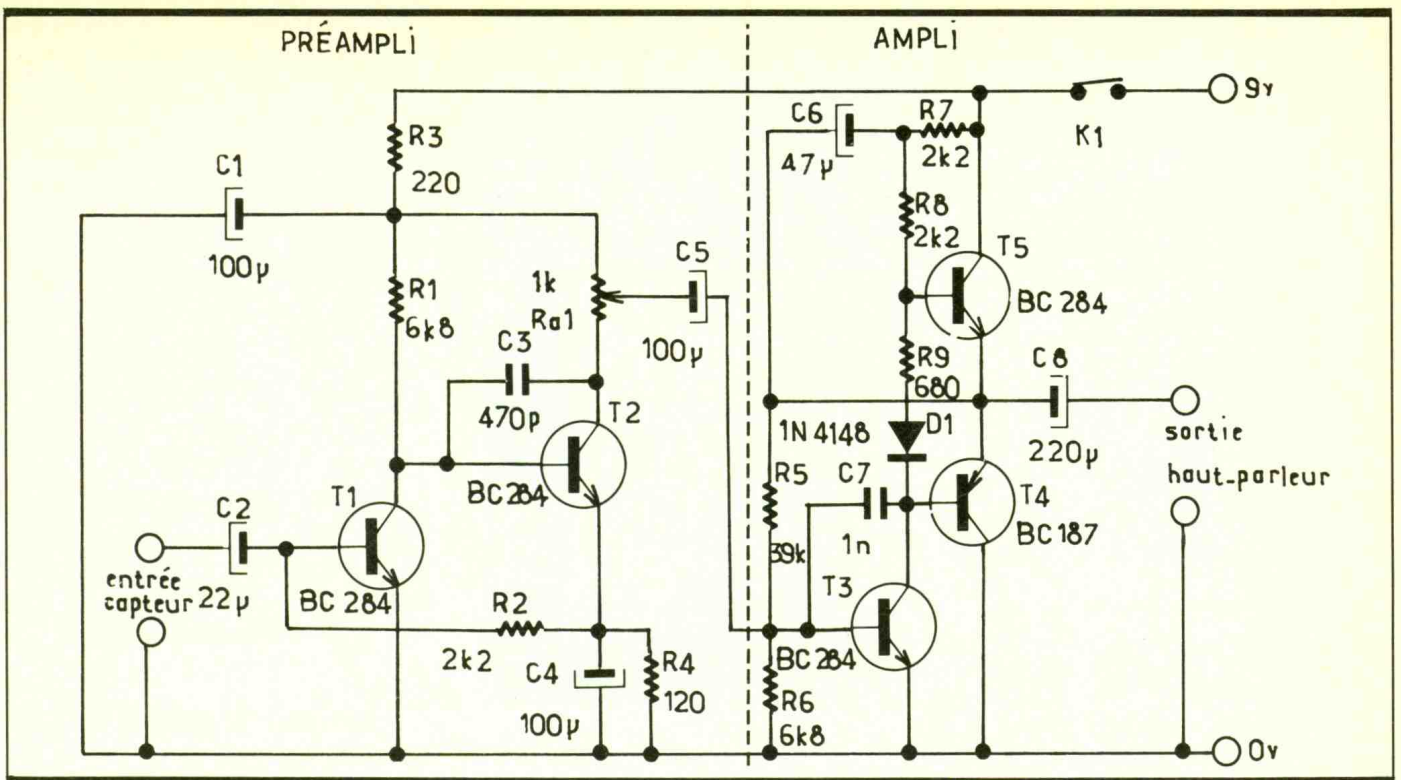 PRÉAMPLI
AMPLI
9v
K1
C6
47µ
R7
2k2
R3
220
C1
100µ
R8
2k2
T5
BC 284
C5
100µ
1k
Ra1
R1
6k8
C3
470p
R9
680
C8
220µ
sortie
haut-parleur
T2
BC 284
1N 4148
D1
C7
1n
R5
39k
T4
BC 187
T1
BC 284
C2
22µ
entrée
capteur
R2
2k2
C4
100µ
R4
120
T3
BC 284
R6
6k8
0v